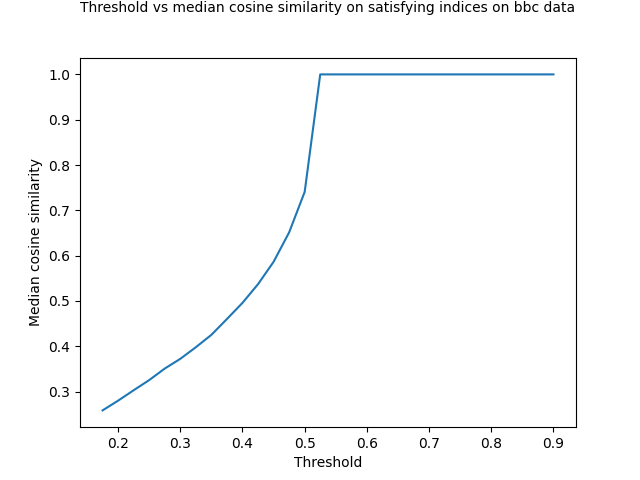 Threshold vs median cosine similarity on satisfying indices on bbc data
1.0
0.9
0.8
0.7
0.6
0.5
0.4
0.3
Median cosine similarity
0.2 0.3 0.4 0.5 0.6 0.7 0.8 0.9
Threshold